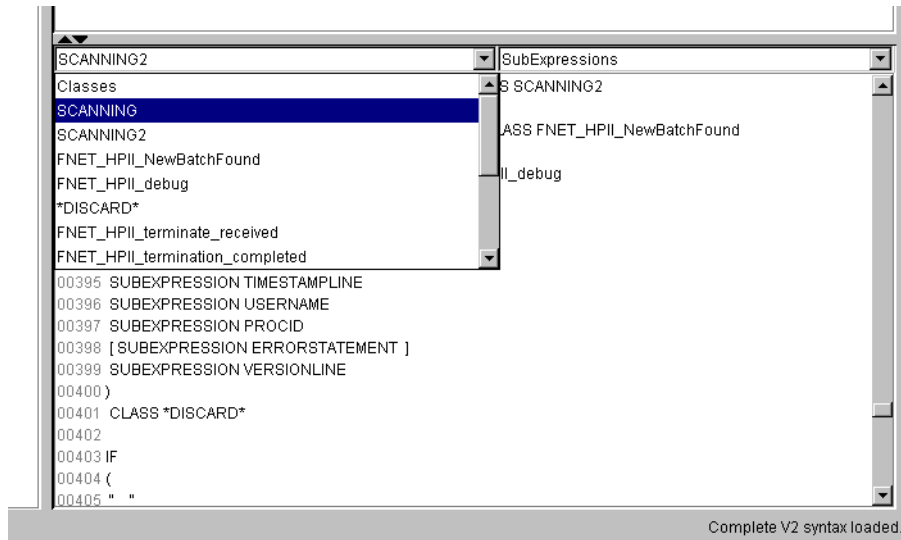 SCANNING2
SubExpressions
Classes
S SCANNING2
SCANNING
SCANNING2
LASS FNET_HPII_NewBatchFound
FNET_HPII_NewBatchFound
II_debug
FNET_HPII_debug
*DISCARD*
FNET_HPII_terminate_received
FNET_HPII_termination_completed
00395 SUBEXPRESSION TIMESTAMPLINE
00396 SUBEXPRESSION USERNAME
00397 SUBEXPRESSION PROCID
00398 [ SUBEXPRESSION ERRORSTATEMENT ]
00399 SUBEXPRESSION VERSIONLINE
00400 )
00401 CLASS *DISCARD*
00402
00403 IF
00404 (
00405 " "
Complete V2 syntax loaded.